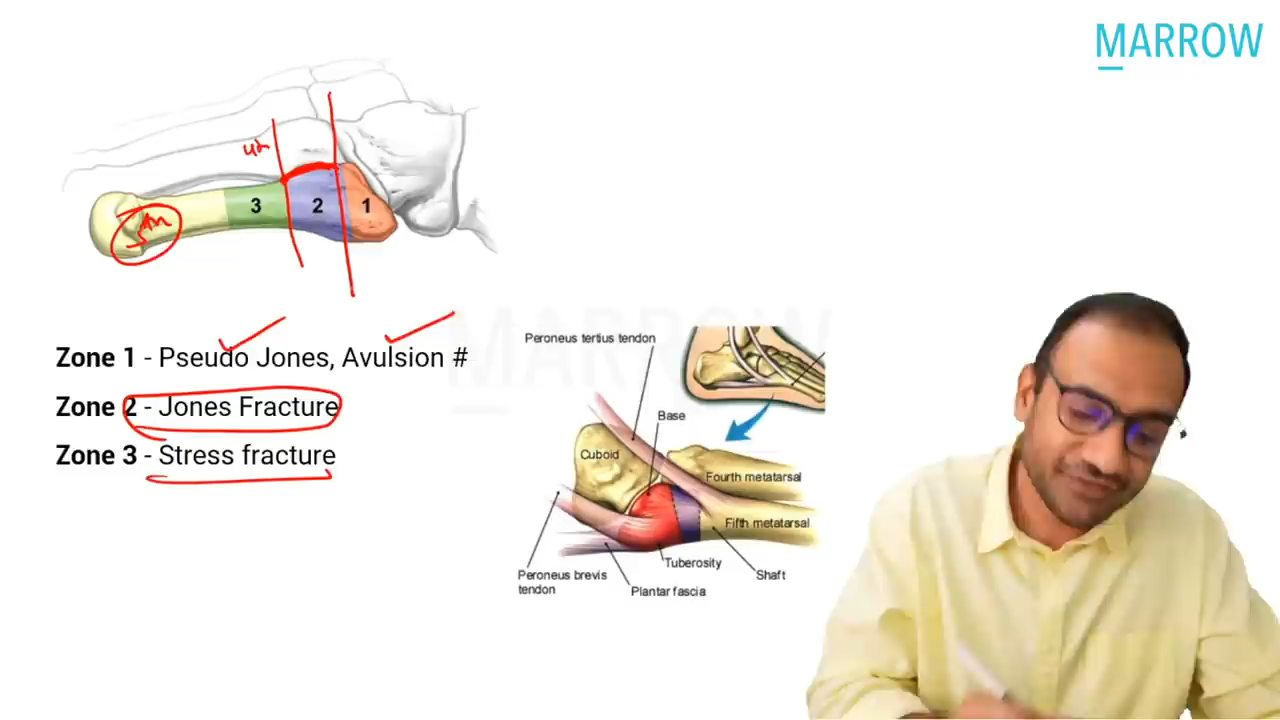 MARROW
3
2
1
Zone 1 - Pseudo Jones, Avulsion #
Zone 2 - Jones Fracture
Zone 3 - Stress fracture
Peroneus tertius tendon
Base
Cuboid
Fourth metatarsal
Fifth metatarsal
Tuberosity
Shaft
Peroneus brevis
tendon
Plantar fascia
MARROW